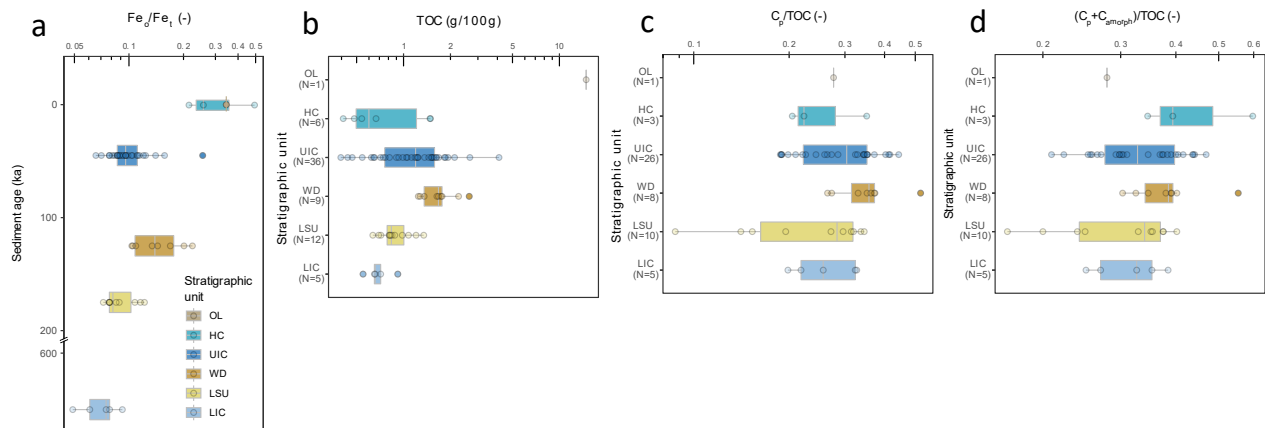 a
Fe₀/Feₜ (-)
0.05 0.1 0.2 0.3 0.4 0.5
Sediment age (ka)
0
100
200
600
Stratigraphic
unit
OL
HC
UIC
WD
LSU
LIC
b
TOC (g/100g)
1 2 5 10
Stratigraphic unit
OL
(N=1)
HC
(N=6)
UIC
(N=36)
WD
(N=9)
LSU
(N=12)
LIC
(N=5)
c
Cₚ/TOC (-)
0.1 0.2 0.3 0.4 0.5
Stratigraphic unit
OL
(N=1)
HC
(N=3)
UIC
(N=26)
WD
(N=8)
LSU
(N=10)
LIC
(N=5)
d
(Cₚ+Camorph)/TOC (-)
0.2 0.3 0.4 0.5 0.6
Stratigraphic unit
OL
(N=1)
HC
(N=3)
UIC
(N=26)
WD
(N=8)
LSU
(N=10)
LIC
(N=5)